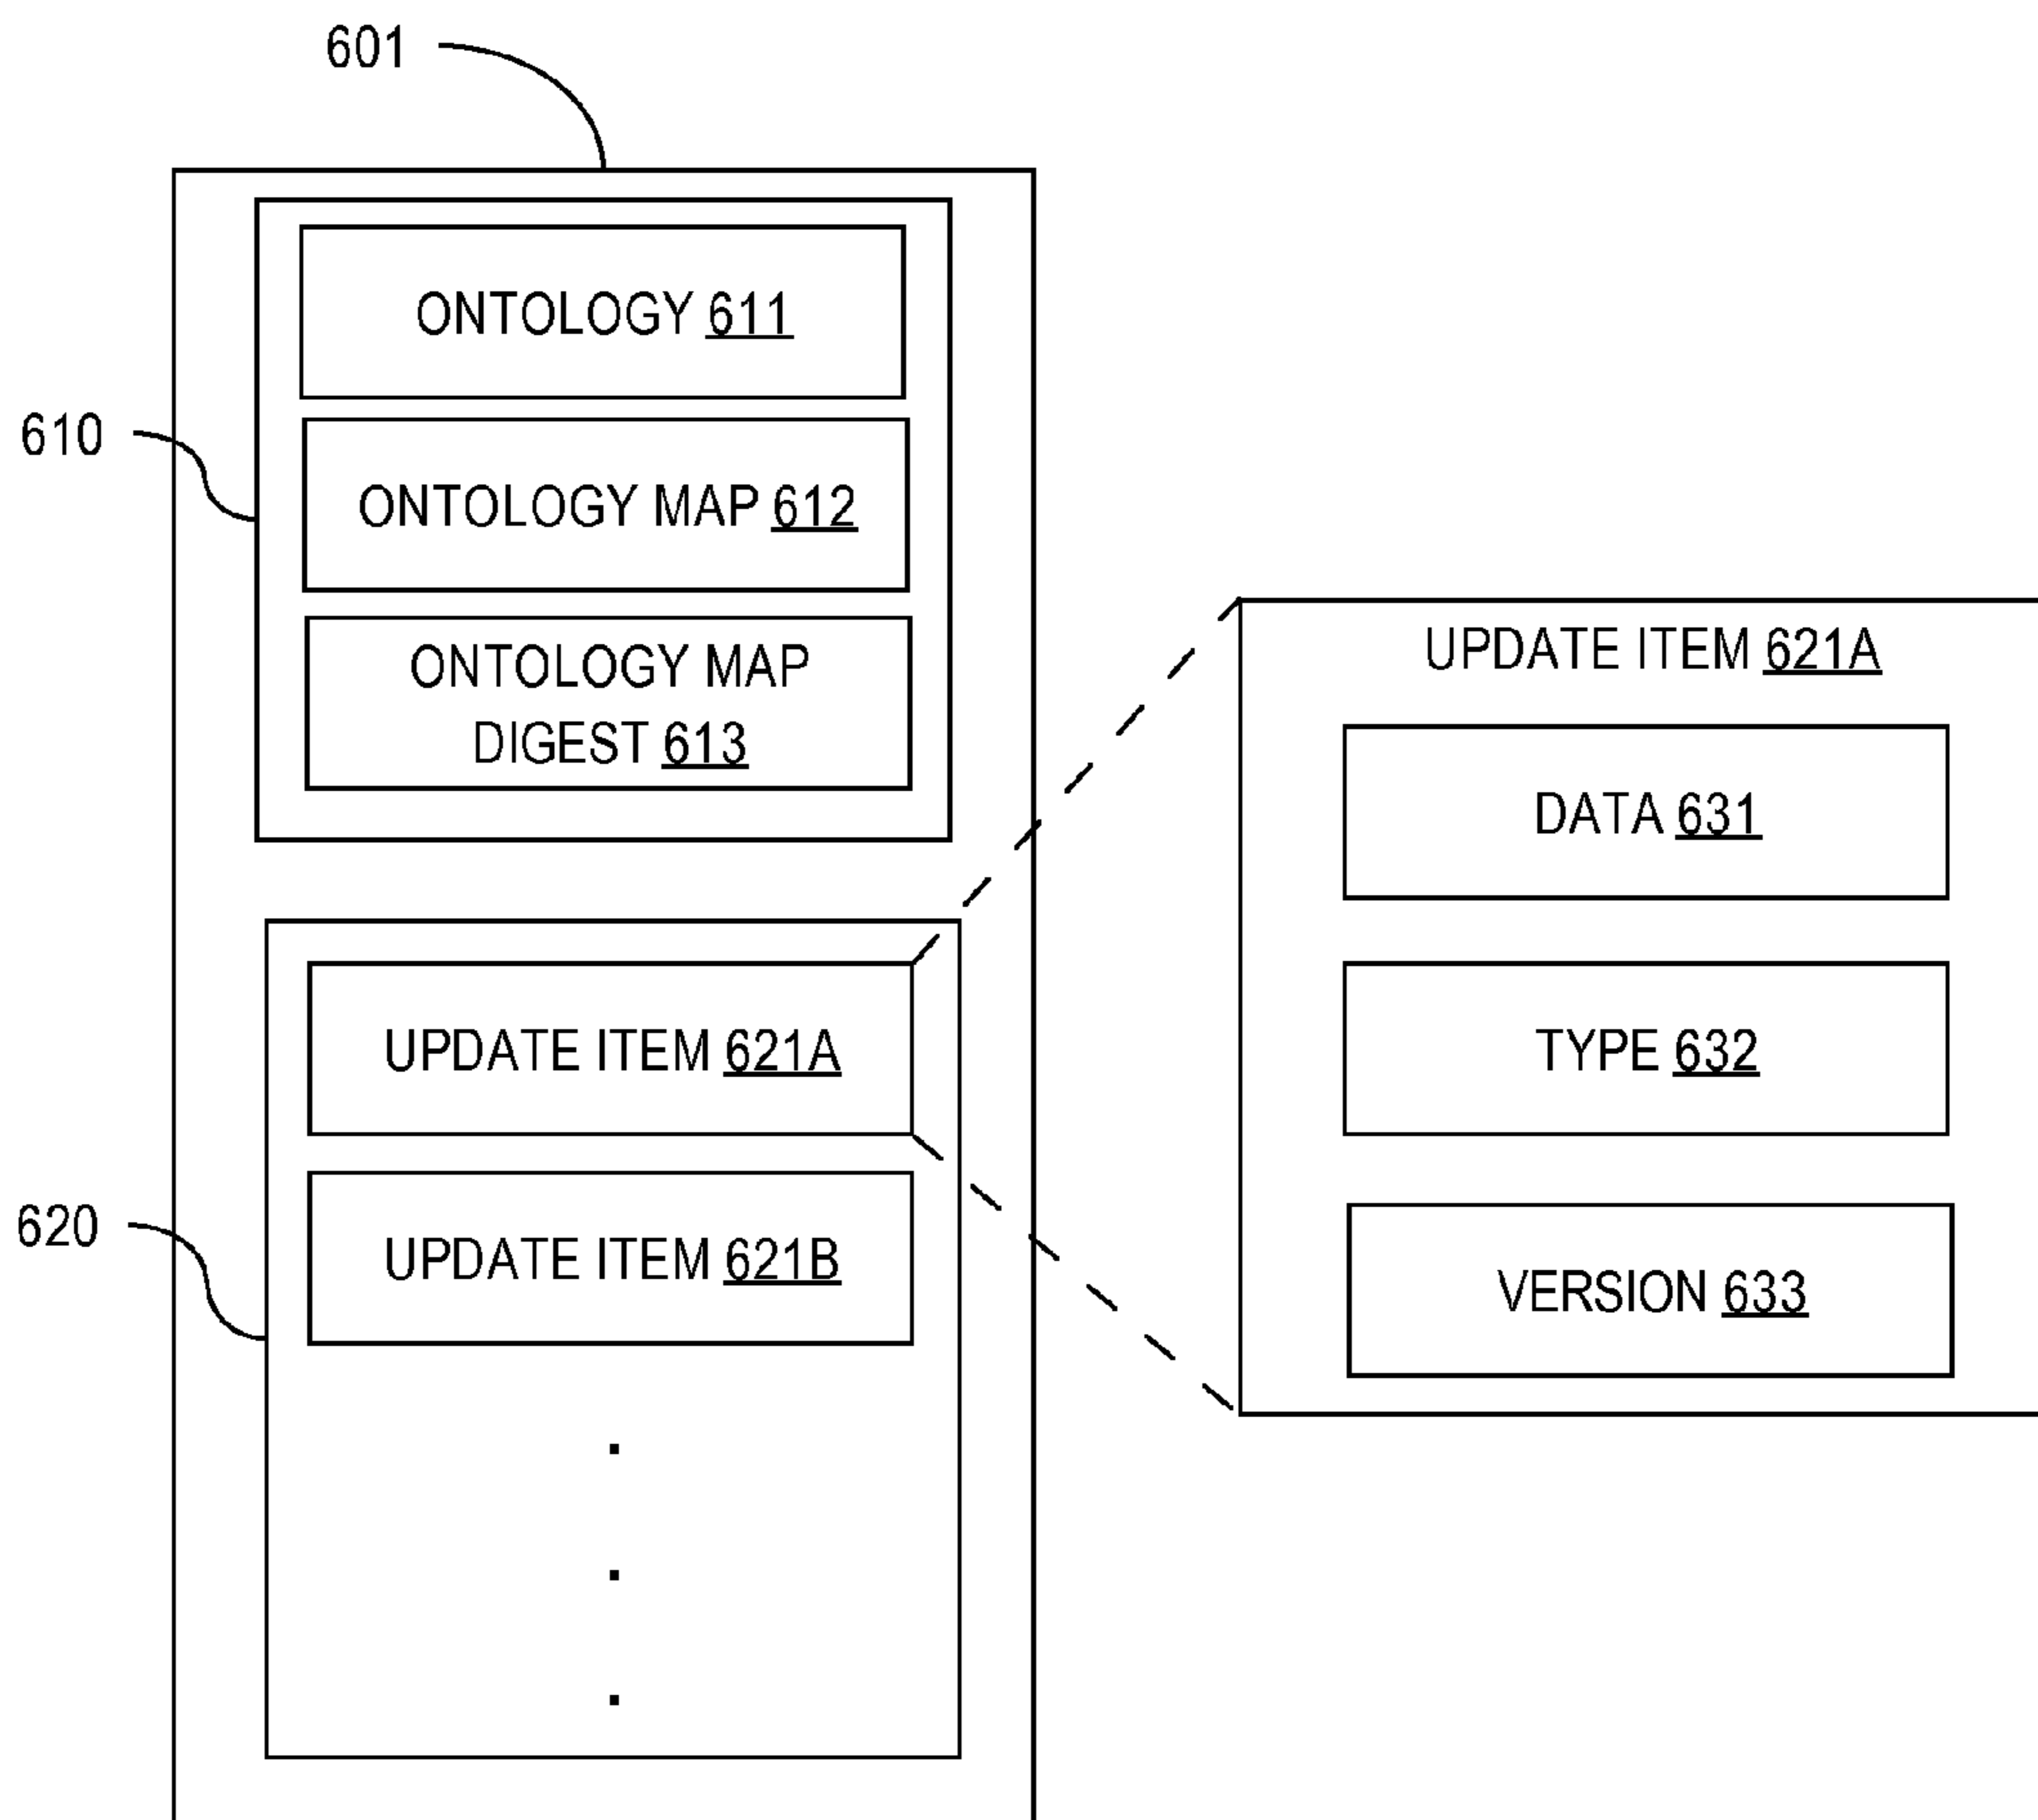 601
ONTOLOGY 611
610
ONTOLOGY MAP 612
ONTOLOGY MAP
DIGEST 613
UPDATE ITEM 621A
620
UPDATE ITEM 621B
UPDATE ITEM 621A
DATA 631
TYPE 632
VERSION 633